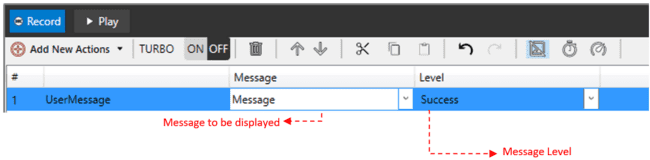 Record Play
Add New Actions TURBO ON OFF
# Message Level
1 UserMessage Message Success
Message to be displayed
Message Level